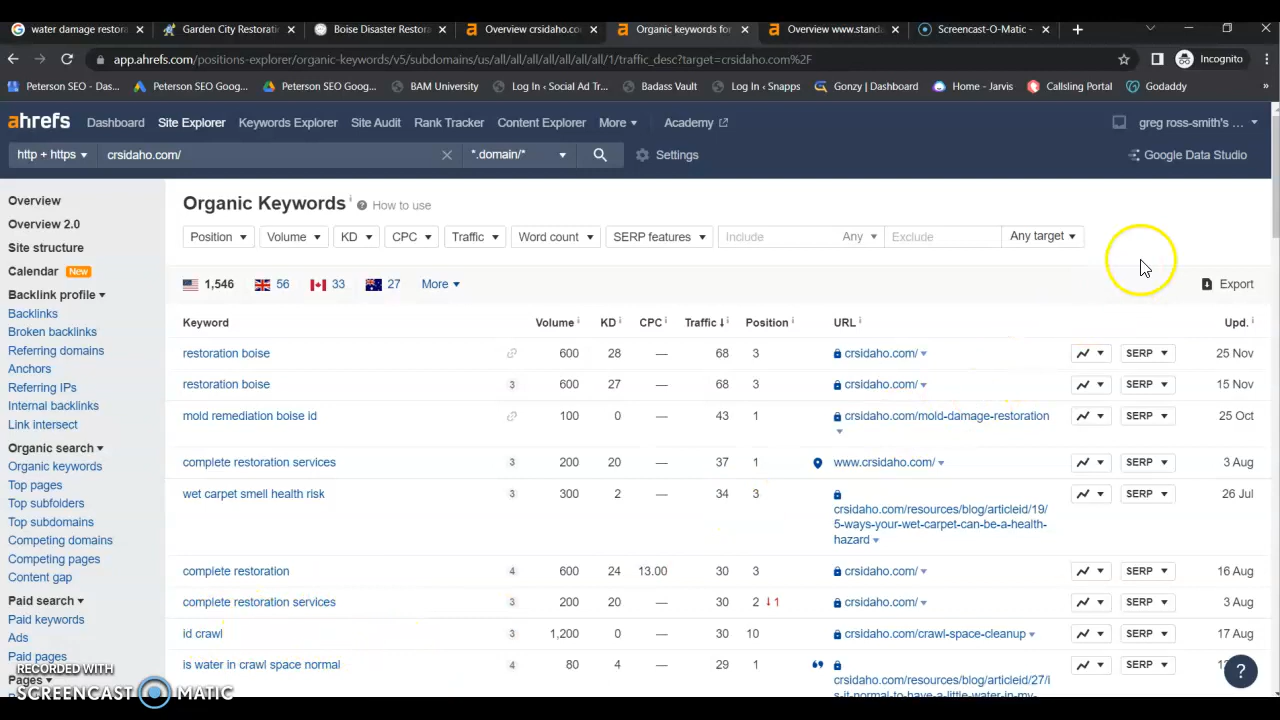 water damage restora
Garden City Restoratio
Boise Disaster Restora
Overview crsidaho.co
Organic keywords for
Overview www.standa
Screencast-O-Matic -
app.ahrefs.com/positions-explorer/organic-keywords/v5/subdomains/us/all/all/all/all/all/all/1/traffic_desc?target=crsidaho.com%2F
Incognito
Peterson SEO - Das...
Peterson SEO Goog...
Peterson SEO Goog...
BAM University
Log In ‹ Social Ad Tr...
Badass Vault
Log In ‹ Snapps
Gonzy | Dashboard
Home - Jarvis
Callsling Portal
Godaddy
»
ahrefs Dashboard Site Explorer Keywords Explorer Site Audit Rank Tracker Content Explorer More Academy greg ross-smith's ...
http + https crsidaho.com/ *.domain/* Settings Google Data Studio
Overview
Overview 2.0
Site structure
Calendar New
Backlink profile
Backlinks
Broken backlinks
Referring domains
Anchors
Referring IPs
Internal backlinks
Link intersect
Organic search
Organic keywords
Top pages
Top subfolders
Top subdomains
Competing domains
Competing pages
Content gap
Paid search
Paid keywords
Ads
Paid pages
Pages
Organic Keywords i ? How to use
Position Volume KD CPC Traffic Word count SERP features Include Any Exclude Any target
1,546 56 33 27 More Export
Keyword Volume i KD i CPC i Traffic ↓ i Position i URL i Upd. i
restoration boise 600 28 — 68 3 crsidaho.com/ SERP 25 Nov
restoration boise 3 600 27 — 68 3 crsidaho.com/ SERP 15 Nov
mold remediation boise id 100 0 — 43 1 crsidaho.com/mold-damage-restoration SERP 25 Oct
complete restoration services 3 200 20 — 37 1 www.crsidaho.com/ SERP 3 Aug
wet carpet smell health risk 3 300 2 — 34 3 SERP 26 Jul
crsidaho.com/resources/blog/articleid/19/
5-ways-your-wet-carpet-can-be-a-health-
hazard
complete restoration 4 600 24 13.00 30 3 crsidaho.com/ SERP 16 Aug
complete restoration services 3 200 20 — 30 2 ↓1 crsidaho.com/ SERP 3 Aug
id crawl 3 1,200 0 — 30 10 crsidaho.com/crawl-space-cleanup SERP 17 Aug
is water in crawl space normal 4 80 4 — 29 1 SERP
crsidaho.com/resources/blog/articleid/27/i
s-it-normal-to-have-a-little-water-in-my-
?
RECORDED WITH
SCREENCAST MATIC